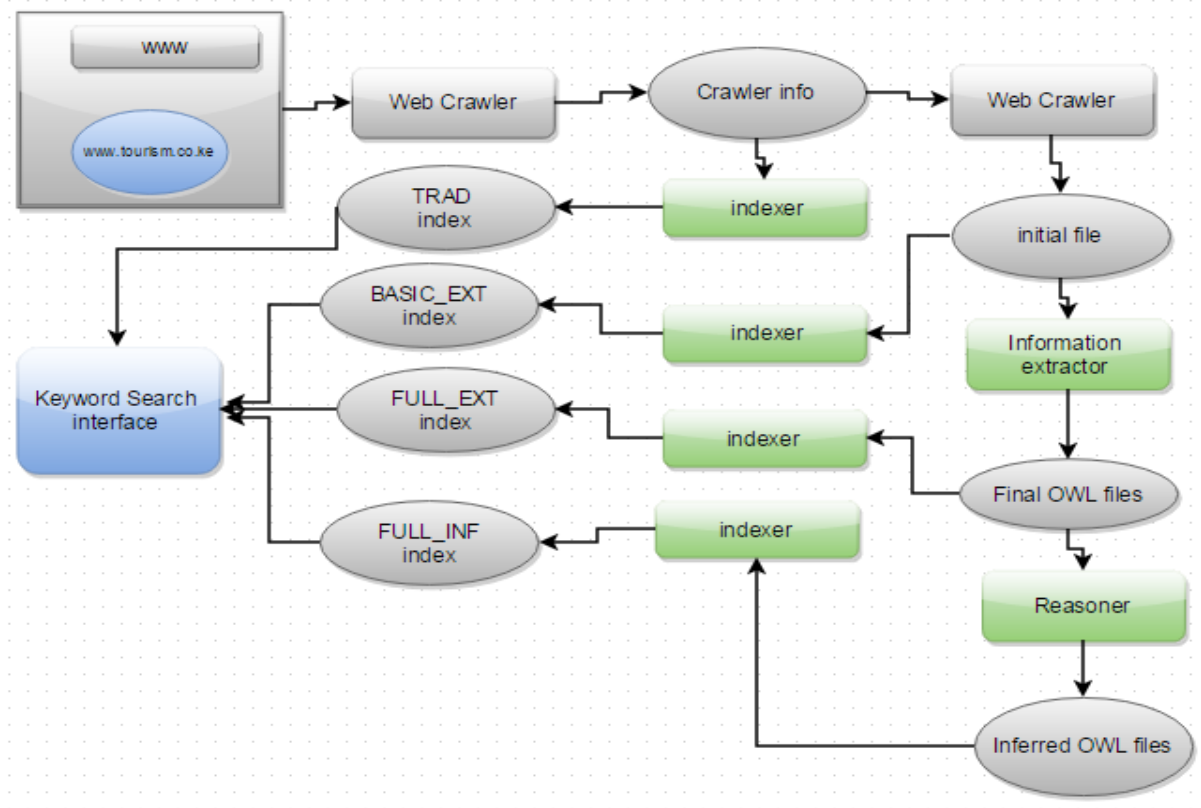 www
www.tourism.co.ke
Web Crawler
Crawler info
Web Crawler
TRAD
index
indexer
initial file
BASIC_EXT
index
indexer
Information
extractor
Keyword Search
interface
FULL_EXT
index
indexer
Final OWL files
FULL_INF
index
indexer
Reasoner
Inferred OWL files